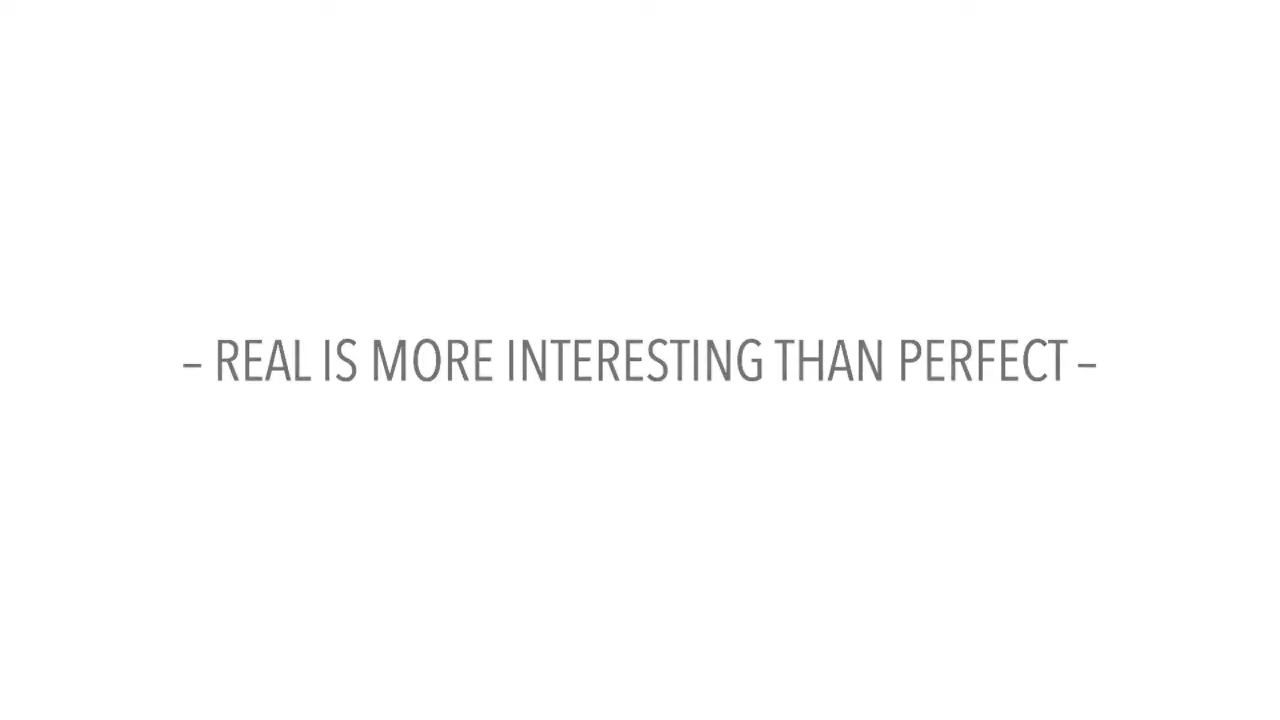 – REAL IS MORE INTERESTING THAN PERFECT –